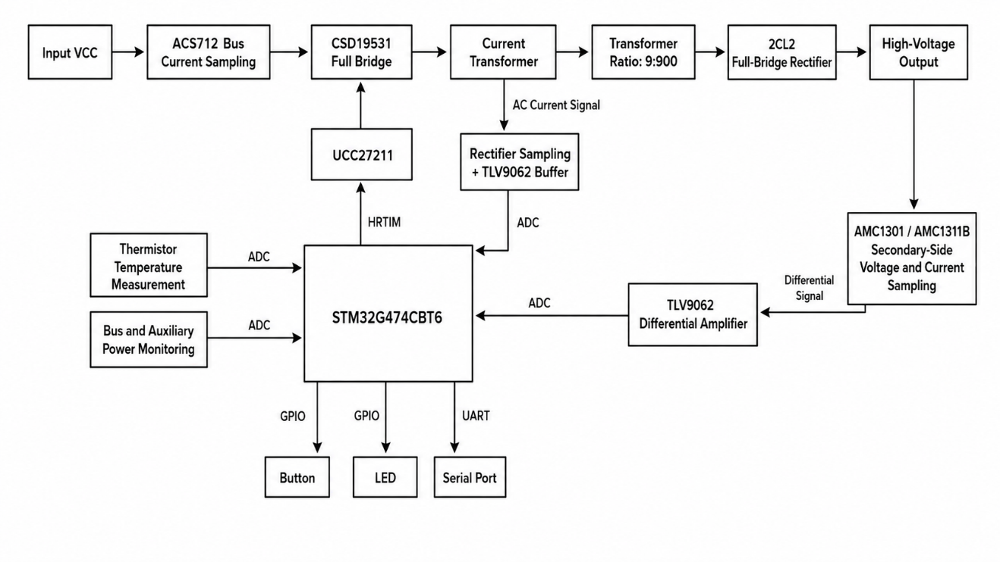 Input VCC
ACS712 Bus
Current Sampling
CSD19531
Full Bridge
Current
Transformer
Transformer
Ratio: 9:900
2CL2
Full-Bridge Rectifier
High-Voltage
Output
AC Current Signal
UCC27211
Rectifier Sampling
+ TLV9062 Buffer
HRTIM
ADC
AMC1301 / AMC1311B
Secondary-Side
Voltage and Current
Sampling
Thermistor
Temperature
Measurement
ADC
Differential
Signal
TLV9062
Differential Amplifier
ADC
STM32G474CBT6
Bus and Auxiliary
Power Monitoring
ADC
GPIO
GPIO
UART
Button
LED
Serial Port